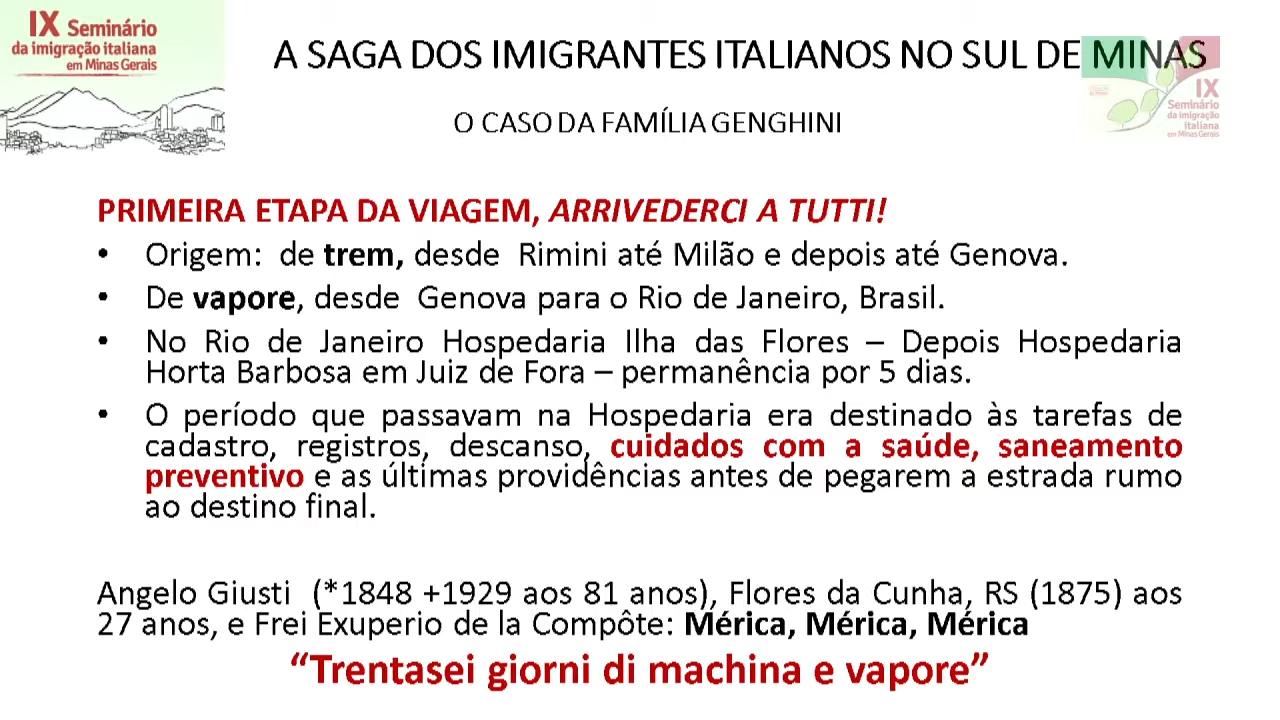 IX Seminário
da imigração italiana
em Minas Gerais
A SAGA DOS IMIGRANTES ITALIANOS NO SUL DE MINAS
IX
Seminário
da imigração
italiana
em Minas Gerais
O CASO DA FAMÍLIA GENGHINI
PRIMEIRA ETAPA DA VIAGEM, ARRIVEDERCI A TUTTI!
• Origem: de trem, desde Rimini até Milão e depois até Genova.
• De vapore, desde Genova para o Rio de Janeiro, Brasil.
• No Rio de Janeiro Hospedaria Ilha das Flores – Depois Hospedaria
Horta Barbosa em Juiz de Fora – permanência por 5 dias.
• O período que passavam na Hospedaria era destinado às tarefas de
cadastro, registros, descanso, cuidados com a saúde, saneamento
preventivo e as últimas providências antes de pegarem a estrada rumo
ao destino final.
Angelo Giusti (*1848 +1929 aos 81 anos), Flores da Cunha, RS (1875) aos
27 anos, e Frei Exuperio de la Compôte: Mérica, Mérica, Mérica
“Trentasei giorni di machina e vapore”